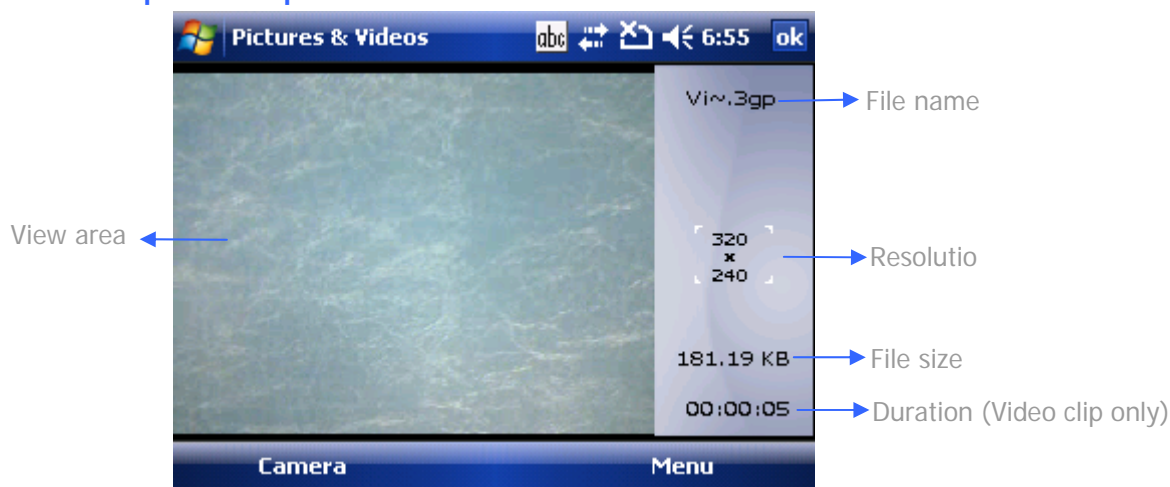 Pictures & Videos abc 6:55 ok
Vi~.3gp File name
View area
320
x
240
Resolutio
181.19 KB File size
00:00:05 Duration (Video clip only)
Camera Menu